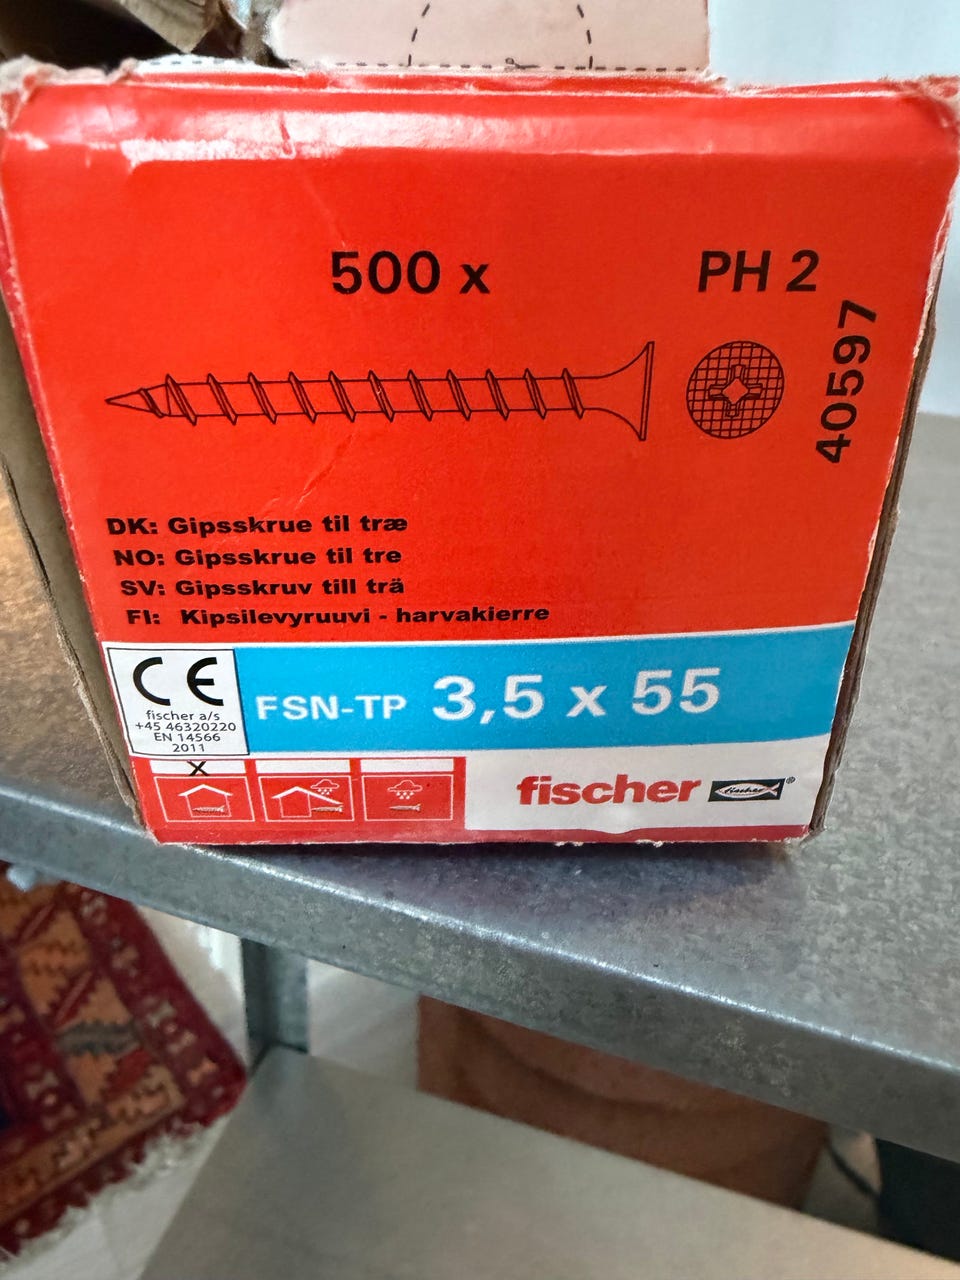 500 x
PH 2
40597
DK: Gipsskrue til træ
NO: Gipsskrue til tre
SV: Gipsskruv till trä
FI: Kipsilevyruuvi - harvakierre
CE
fischer a/s
+45 46320220
EN 14566
2011
FSN-TP 3,5 x 55
X
fischer
fischer
®